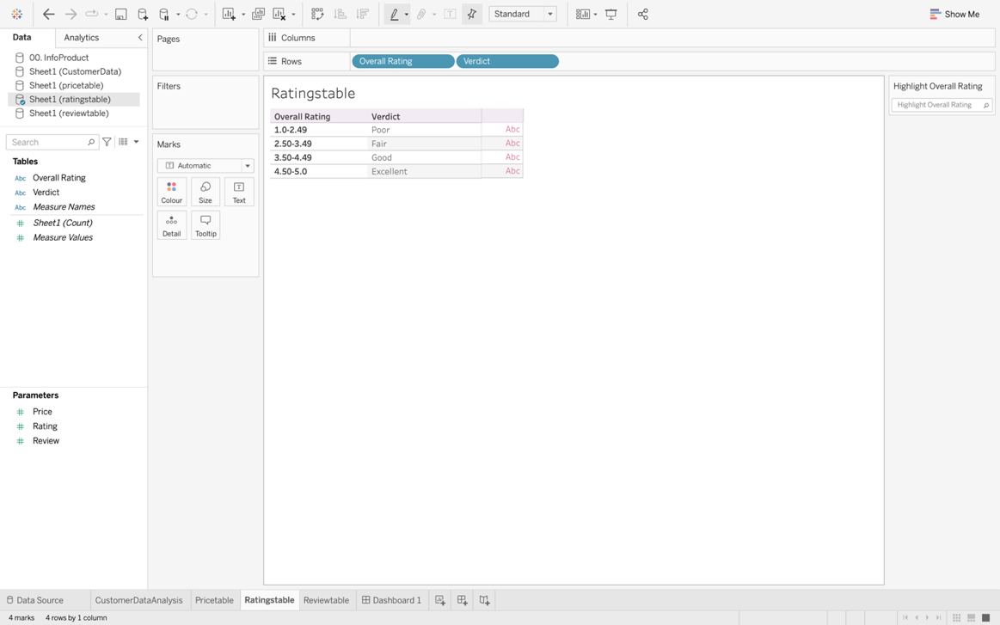 Standard
Show Me
Data
Analytics
Pages
Columns
Rows
Overall Rating
Verdict
00. InfoProduct
Sheet1 (CustomerData)
Sheet1 (pricetable)
Sheet1 (ratingstable)
Sheet1 (reviewtable)
Search
Tables
Abc Overall Rating
Abc Verdict
Abc Measure Names
Sheet1 (Count)
Measure Values
Parameters
Price
Rating
Review
Filters
Marks
T Automatic
Colour
Size
T Text
Detail
Tooltip
Ratingstable
Overall Rating Verdict
1.0-2.49 Poor Abc
2.50-3.49 Fair Abc
3.50-4.49 Good Abc
4.50-5.0 Excellent Abc
Highlight Overall Rating
Highlight Overall Rating
Data Source
CustomerDataAnalysis
Pricetable
Ratingstable
Reviewtable
Dashboard 1
4 marks 4 rows by 1 column